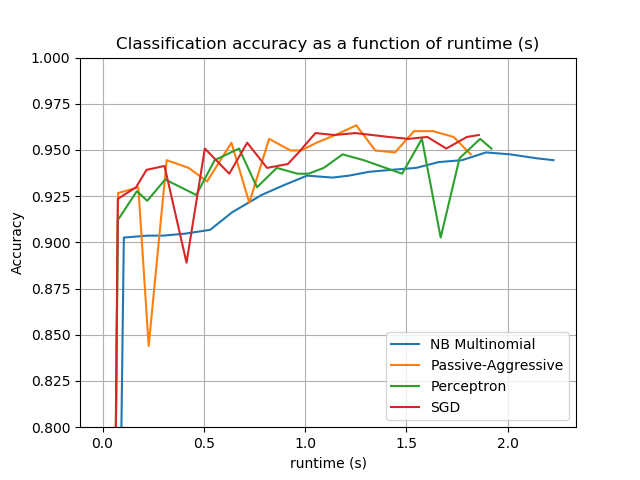 Classification accuracy as a function of runtime (s)
1.000
0.975
0.950
0.925
0.900
0.875
0.850
0.825
0.800
Accuracy
NB Multinomial
Passive-Aggressive
Perceptron
SGD
0.0 0.5 1.0 1.5 2.0
runtime (s)